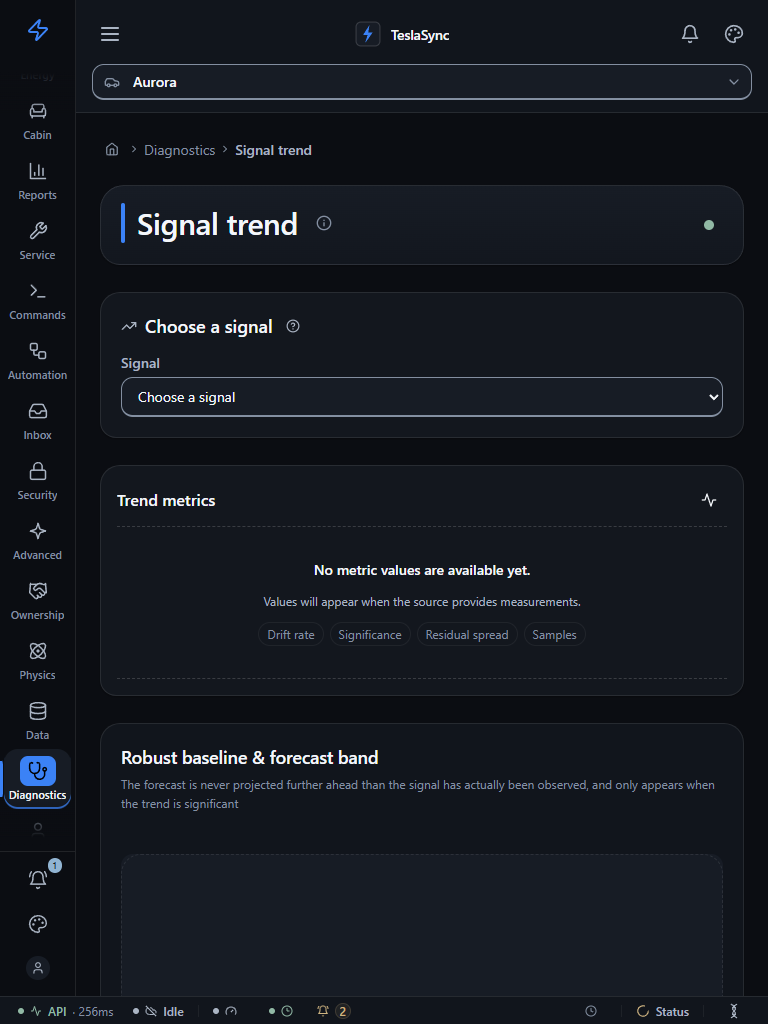 TeslaSync
Aurora
Energy
Cabin
Reports
Service
Commands
Automation
Inbox
Security
Advanced
Ownership
Physics
Data
Diagnostics
1
Diagnostics
Signal trend
Signal trend
Choose a signal
Signal
Choose a signal
Trend metrics
No metric values are available yet.
Values will appear when the source provides measurements.
Drift rate
Significance
Residual spread
Samples
Robust baseline & forecast band
The forecast is never projected further ahead than the signal has actually been observed, and only appears when
the trend is significant
API · 256ms
Idle
2
Status